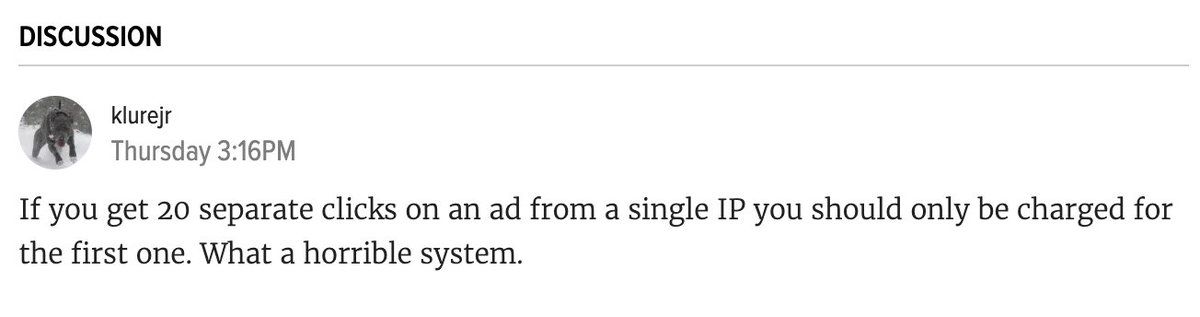 DISCUSSION
klurejr
Thursday 3:16PM
If you get 20 separate clicks on an ad from a single IP you should only be charged for
the first one. What a horrible system.